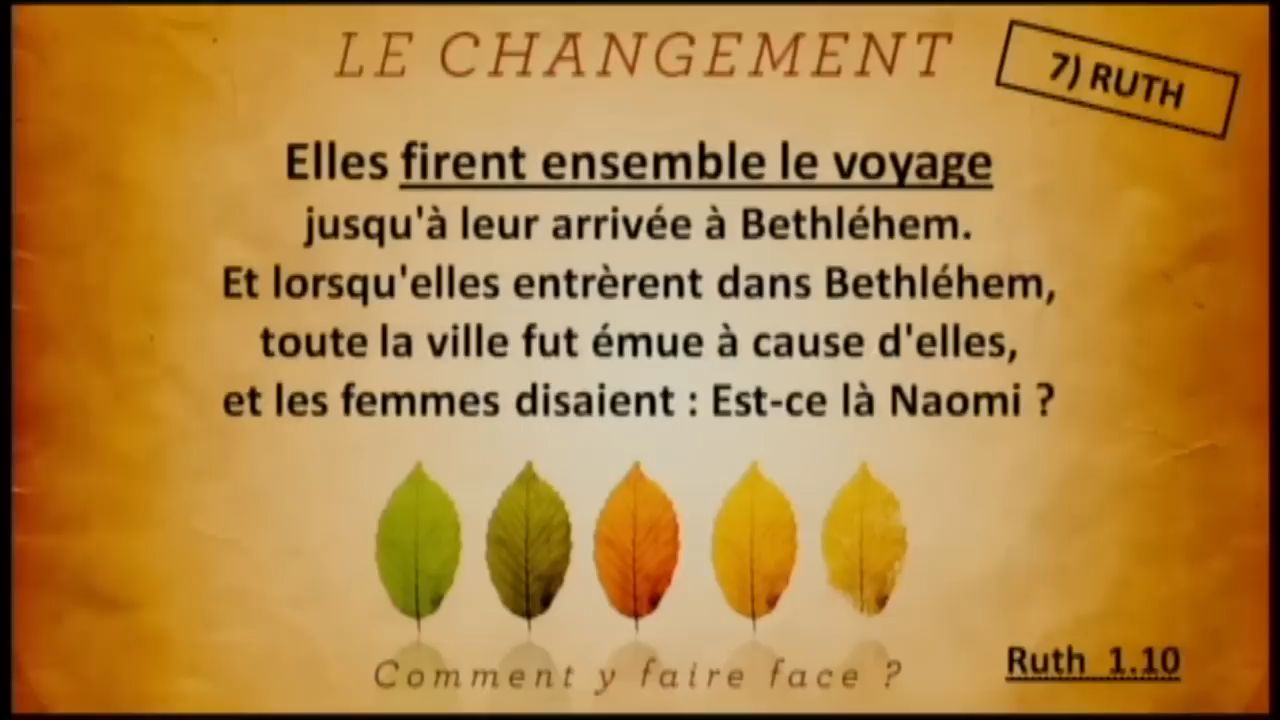 LE CHANGEMENT
7) RUTH
Elles firent ensemble le voyage
jusqu'à leur arrivée à Bethléhem.
Et lorsqu'elles entrèrent dans Bethléhem,
toute la ville fut émue à cause d'elles,
et les femmes disaient : Est-ce là Naomi ?
Comment y faire face ?
Ruth 1.10